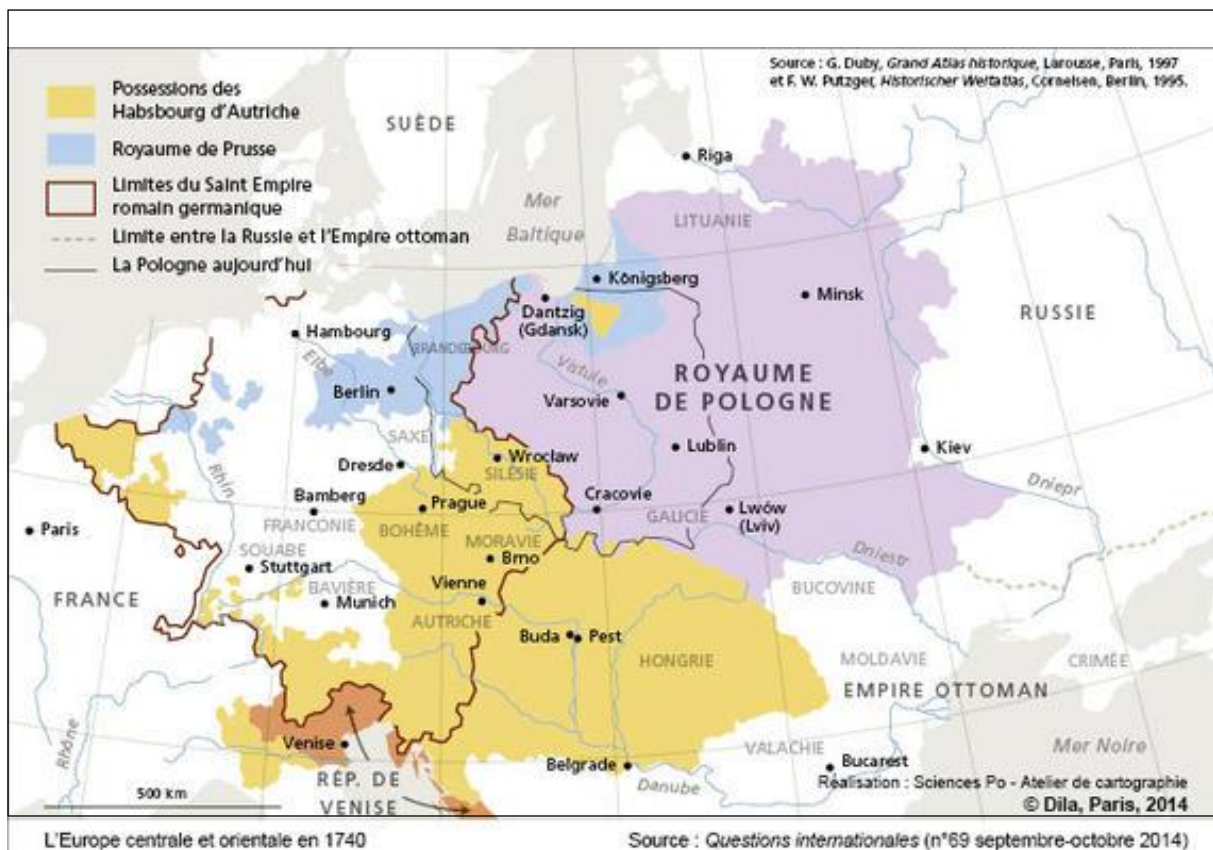 Source : G. Duby, Grand Atlas historique, Larousse, Paris, 1997
et F. W. Putzger, Historischer Weltatlas, Cornelsen, Berlin, 1995.
Possessions des
Habsbourg d'Autriche
Royaume de Prusse
Limites du Saint Empire
romain germanique
Limite entre la Russie et l'Empire ottoman
La Pologne aujourd'hui
SUÈDE
Riga
Mer
Baltique
LITUANIE
Königsberg
Minsk
RUSSIE
Dantzig
(Gdansk)
Hambourg
Elbe
BRANDEBOURG
Vistule
ROYAUME
DE POLOGNE
Berlin
Varsovie
SAXE
Lublin
Kiev
Rhin
Dresde
Wroclaw
SILÉSIE
Dniepr
Bamberg
Prague
Cracovie
Lwów
(Lviv)
GALICIE
Paris
FRANCONIE
BOHÊME
MORAVIE
Dniestr
SOUABE
Brno
Stuttgart
BAVIÈRE
Vienne
BUCOVINE
FRANCE
Munich
AUTRICHE
Buda
Pest
HONGRIE
MOLDAVIE
CRIMÉE
EMPIRE OTTOMAN
Rhône
Venise
VALACHIE
Mer Noire
Belgrade
Bucarest
RÉP. DE
VENISE
Danube
500 km
Réalisation : Sciences Po - Atelier de cartographie
© Dila, Paris, 2014
L'Europe centrale et orientale en 1740
Source : Questions internationales (n°69 septembre-octobre 2014)